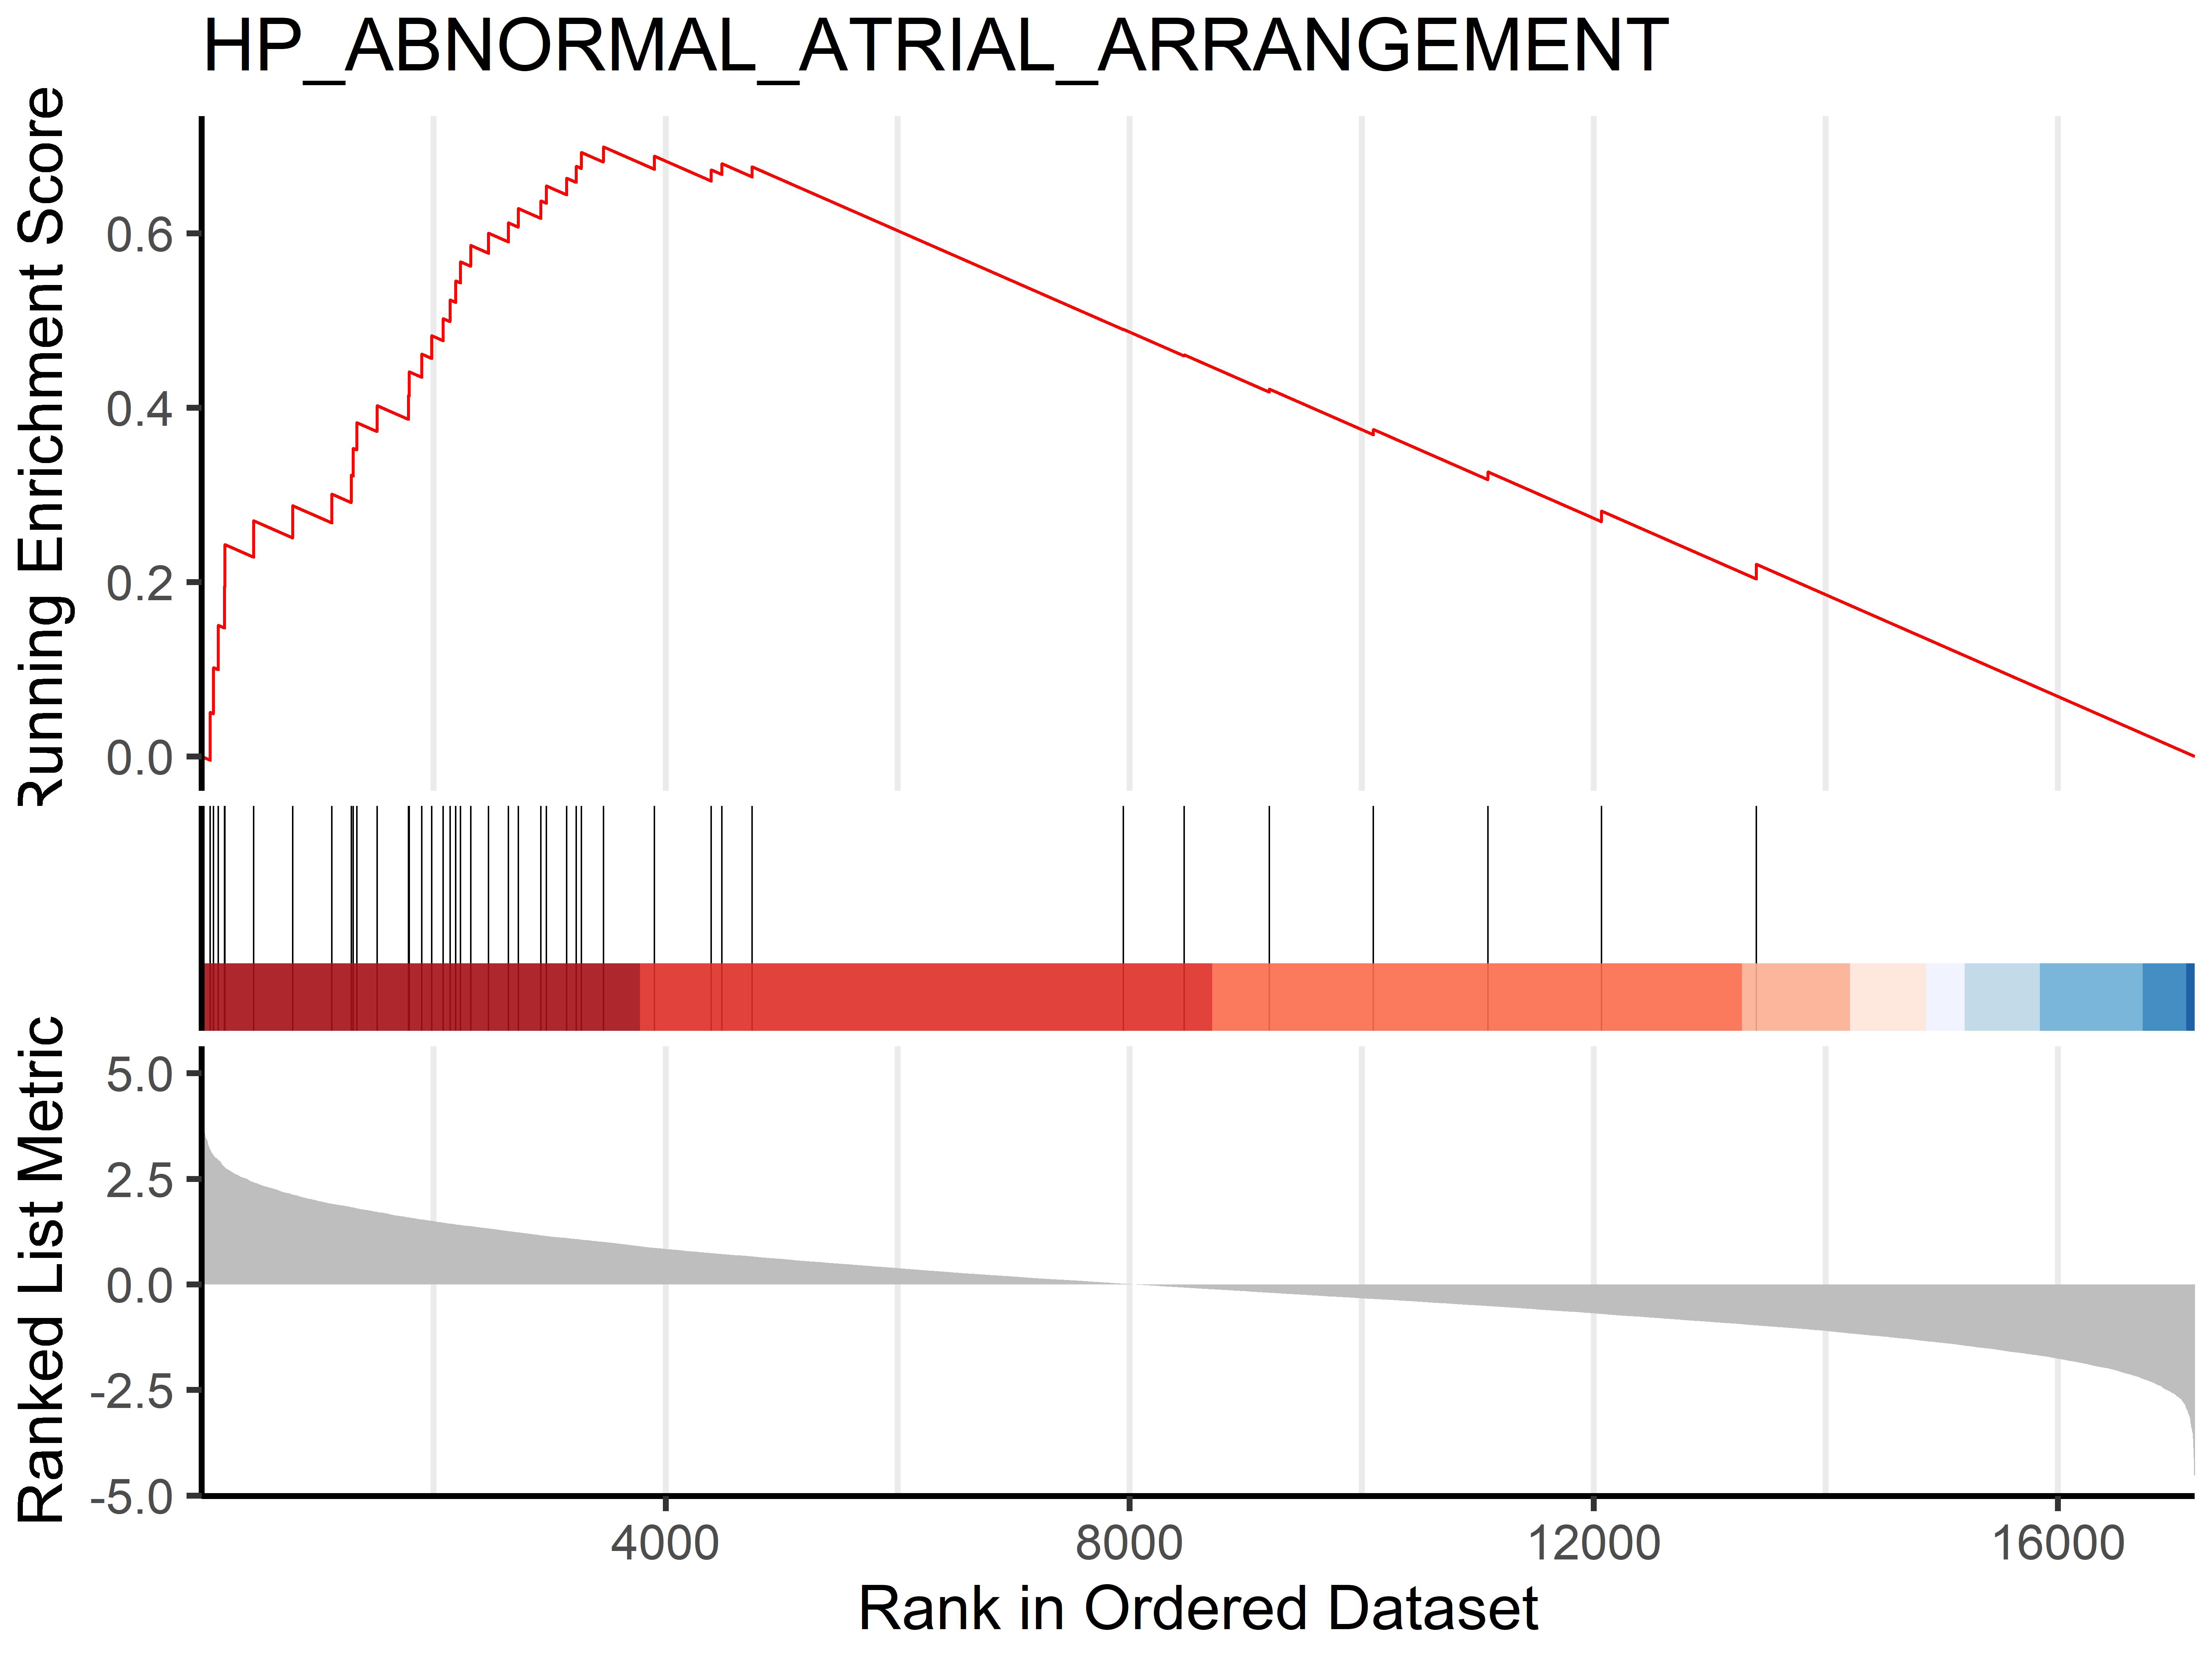 HP_ABNORMAL_ATRIAL_ARRANGEMENT
Running Enrichment Score
0.6
0.4
0.2
0.0
Ranked List Metric
5.0
2.5
0.0
-2.5
-5.0
4000 8000 12000 16000
Rank in Ordered Dataset